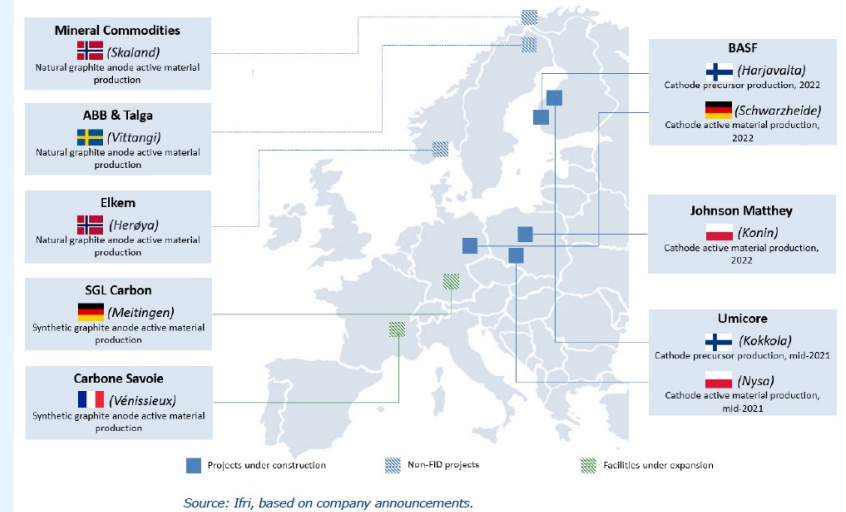 Mineral Commodities
(Skaland)
Natural graphite anode active material
production
ABB & Talga
(Vittangi)
Natural graphite anode active material
production
Elkem
(Herøya)
Natural graphite anode active material
production
SGL Carbon
(Meitingen)
Synthetic graphite anode active material
production
Carbone Savoie
(Vénissieux)
Synthetic graphite anode active material
production
BASF
(Harjavalta)
Cathode precursor production, 2022
(Schwarzheide)
Cathode active material production,
2022
Johnson Matthey
(Konin)
Cathode active material production,
2022
Umicore
(Kokkola)
Cathode precursor production, mid-2021
(Nysa)
Cathode active material production,
mid-2021
Projects under construction
Non-FID projects
Facilities under expansion
Source: Ifri, based on company announcements.